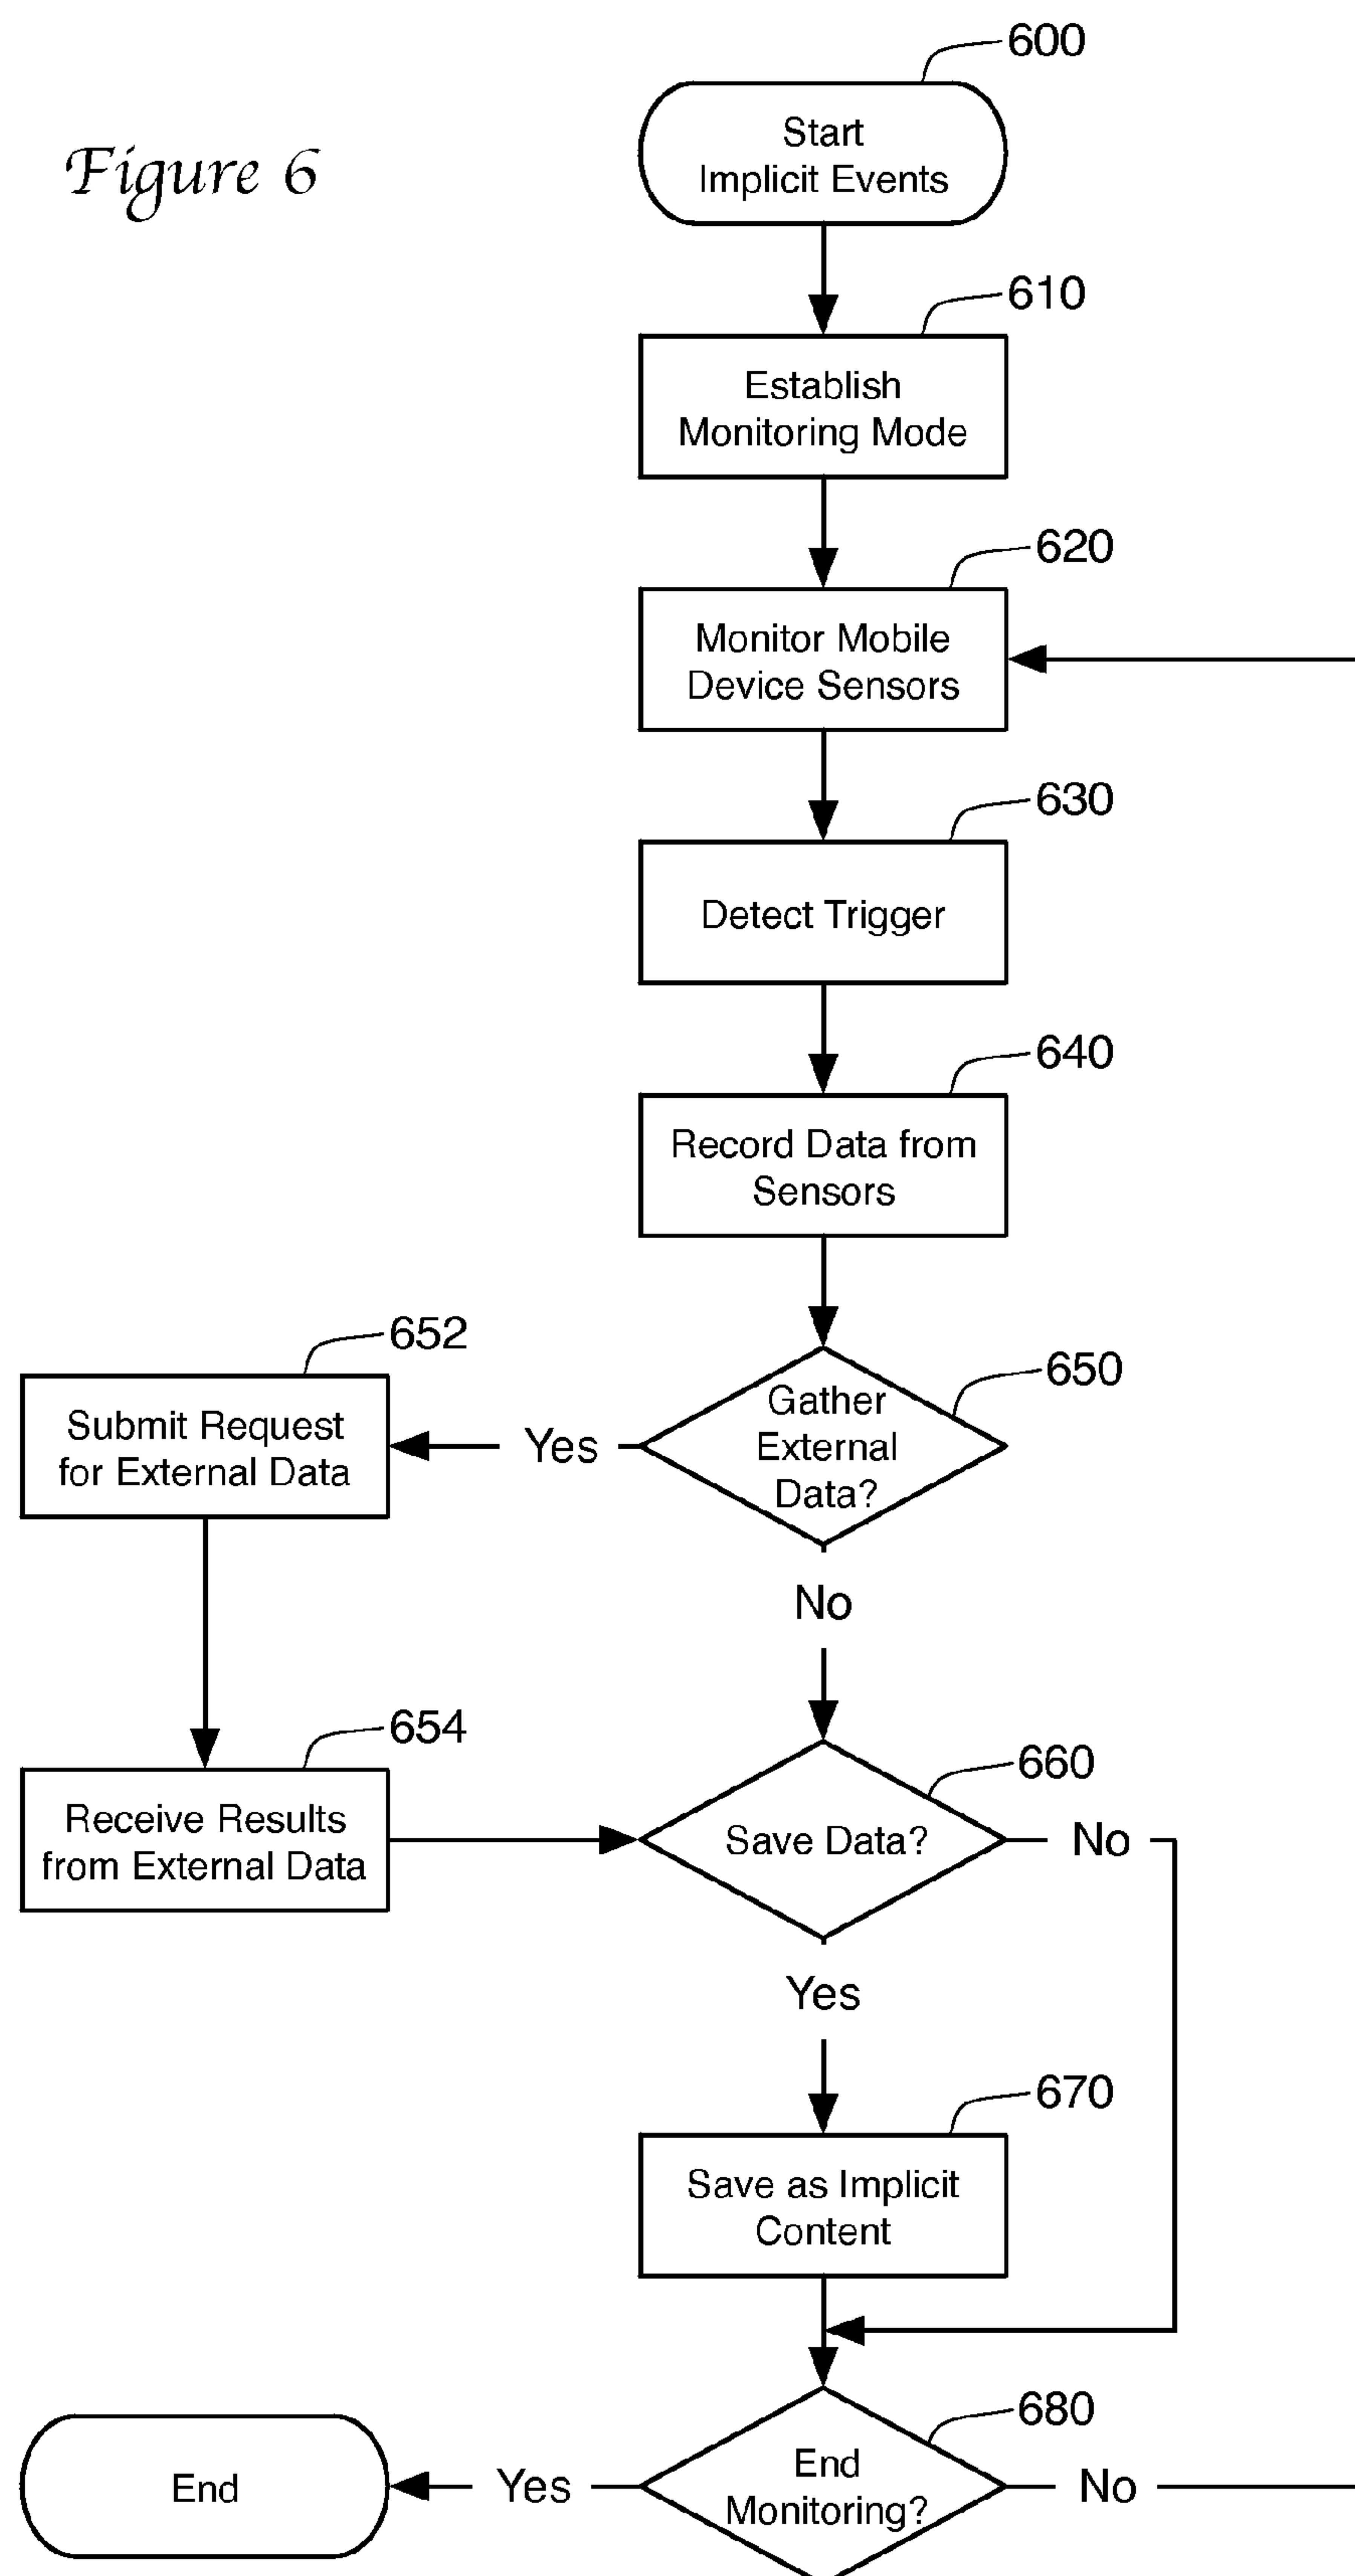 Figure 6
600
Start
Implicit Events
610
Establish
Monitoring Mode
620
Monitor Mobile
Device Sensors
630
Detect Trigger
640
Record Data from
Sensors
650
Gather
External
Data?
Yes
652
Submit Request
for External Data
No
654
Receive Results
from External Data
660
Save Data?
No
Yes
670
Save as Implicit
Content
680
End
Monitoring?
No
Yes
End